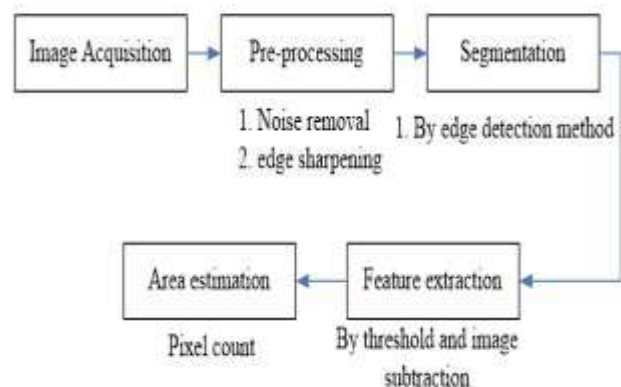 Image Acquisition
Pre-processing
Segmentation
1. Noise removal
2. edge sharpening
1. By edge detection method
Feature extraction
By threshold and image
subtraction
Area estimation
Pixel count